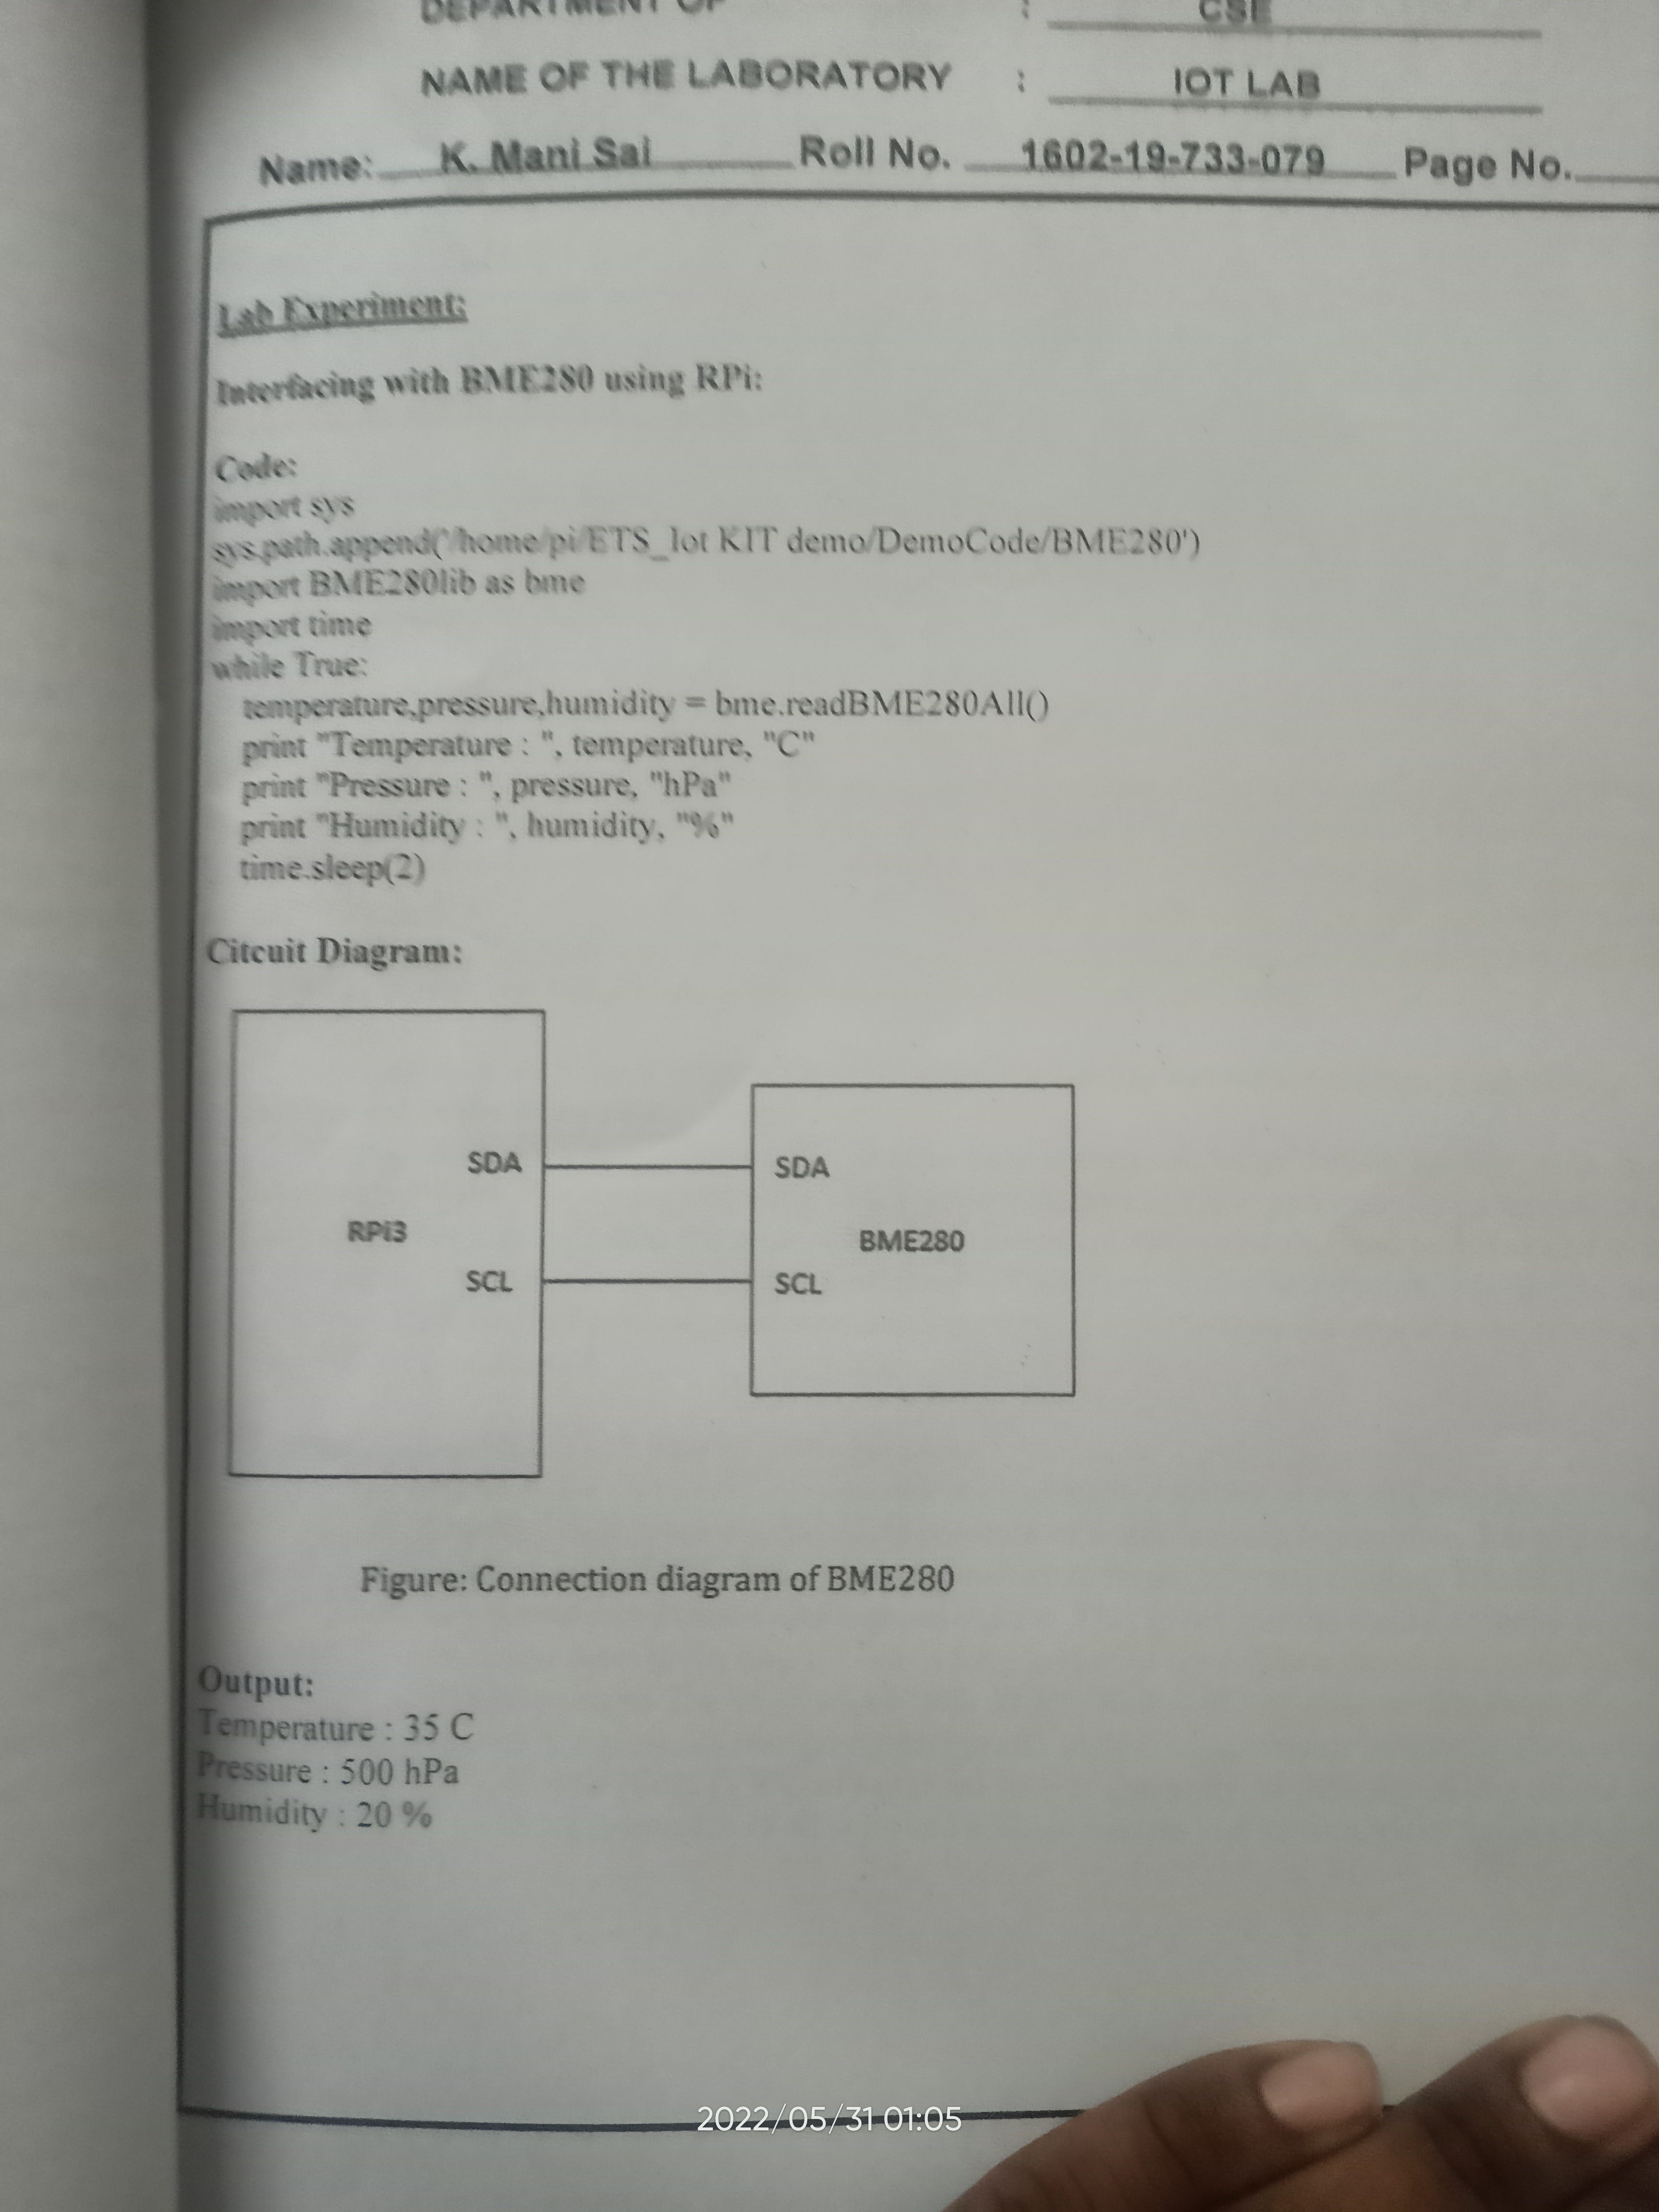 DEPARTMENT OF : CSE
NAME OF THE LABORATORY : IOT LAB
Name: K. Mani Sai Roll No. 1602-19-733-079 Page No.
Lab Experiment:
Interfacing with BME280 using RPi:
Code:
import sys
sys.path.append('/home/pi/ETS_Iot KIT demo/DemoCode/BME280')
import BME280lib as bme
import time
while True:
temperature,pressure,humidity = bme.readBME280All()
print "Temperature : ", temperature, "C"
print "Pressure : ", pressure, "hPa"
print "Humidity : ", humidity, "%"
time.sleep(2)
Citcuit Diagram:
SDA SDA
RPi3 BME280
SCL SCL
Figure: Connection diagram of BME280
Output:
Temperature : 35 C
Pressure : 500 hPa
Humidity : 20 %
2022/05/31 01:05